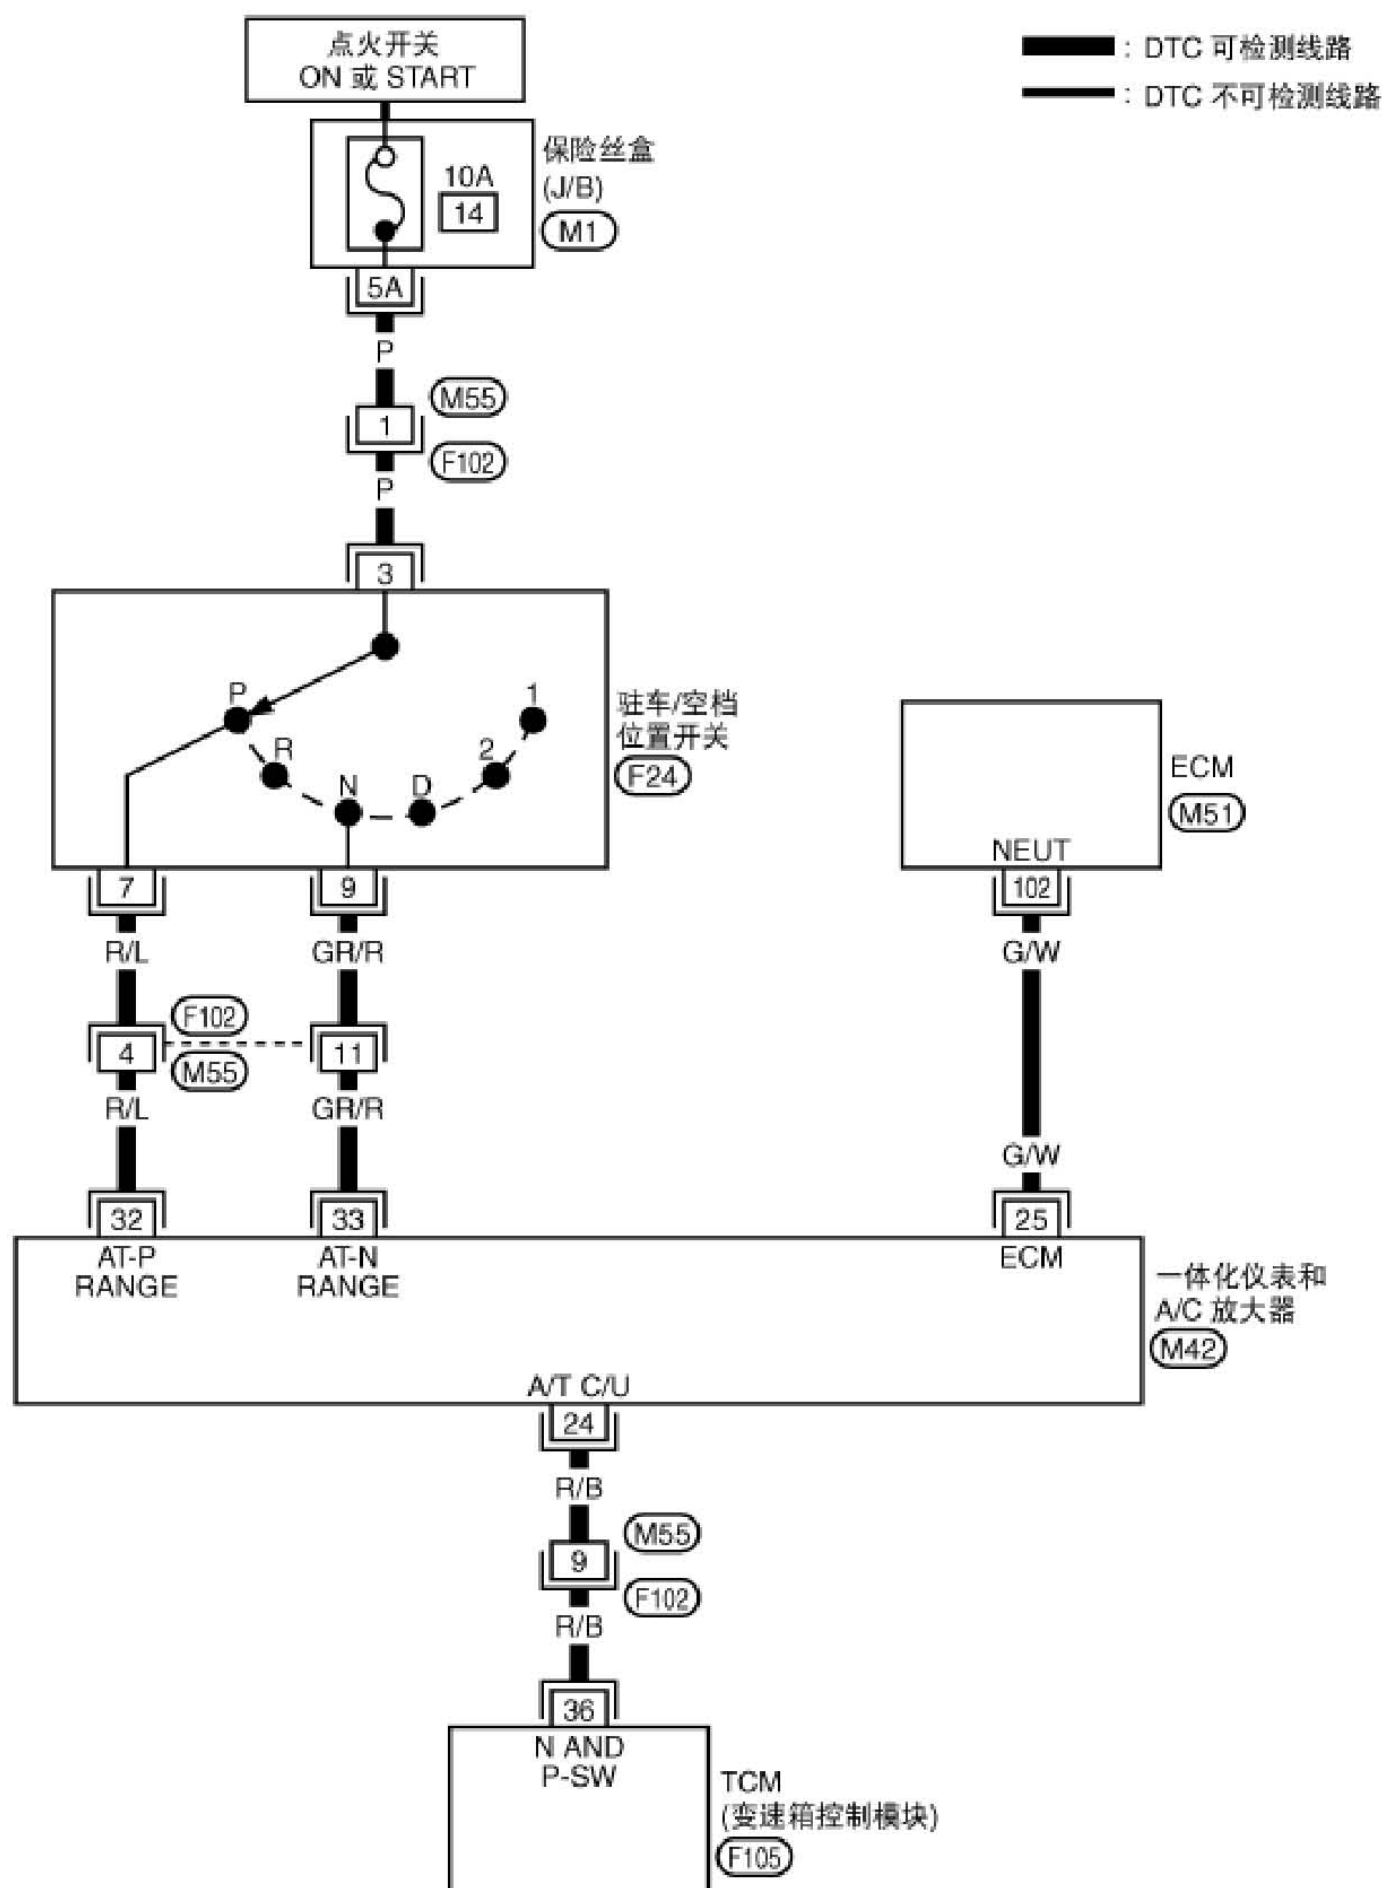 点火开关
ON 或 START
: DTC 可检测线路
: DTC 不可检测线路
保险丝盒
(J/B)
M1
10A
14
5A
P
M55
1
F102
P
3
P
R
N
D
2
1
驻车/空档
位置开关
F24
ECM
M51
NEUT
7
9
102
R/L
GR/R
G/W
F102
4
11
M55
R/L
GR/R
G/W
32
33
25
AT-P
RANGE
AT-N
RANGE
ECM
一体化仪表和
A/C 放大器
M42
A/T C/U
24
R/B
M55
9
F102
R/B
36
N AND
P-SW
TCM
(变速箱控制模块)
F105